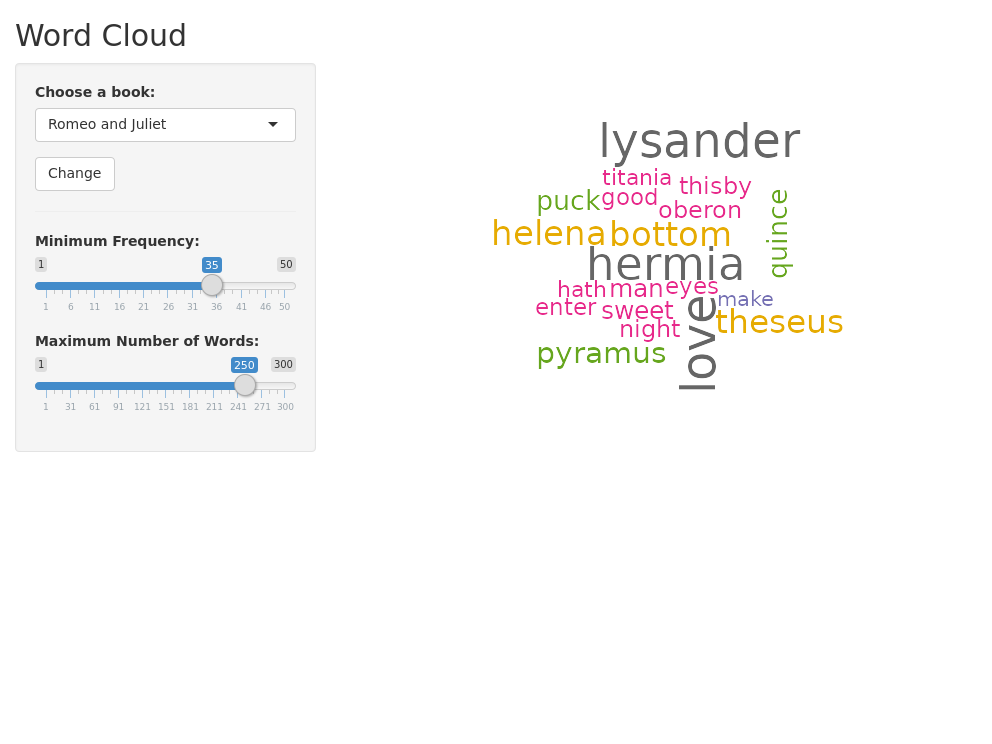 Word Cloud
Choose a book:
Romeo and Juliet
Change
Minimum Frequency:
1 35 50
1 6 11 16 21 26 31 36 41 46 50
Maximum Number of Words:
1 250 300
1 31 61 91 121 151 181 211 241 271 300
lysander
titania
thisby
puck
good
oberon
quince
helena
bottom
hermia
hath
man
eyes
make
enter
sweet
love
theseus
night
pyramus